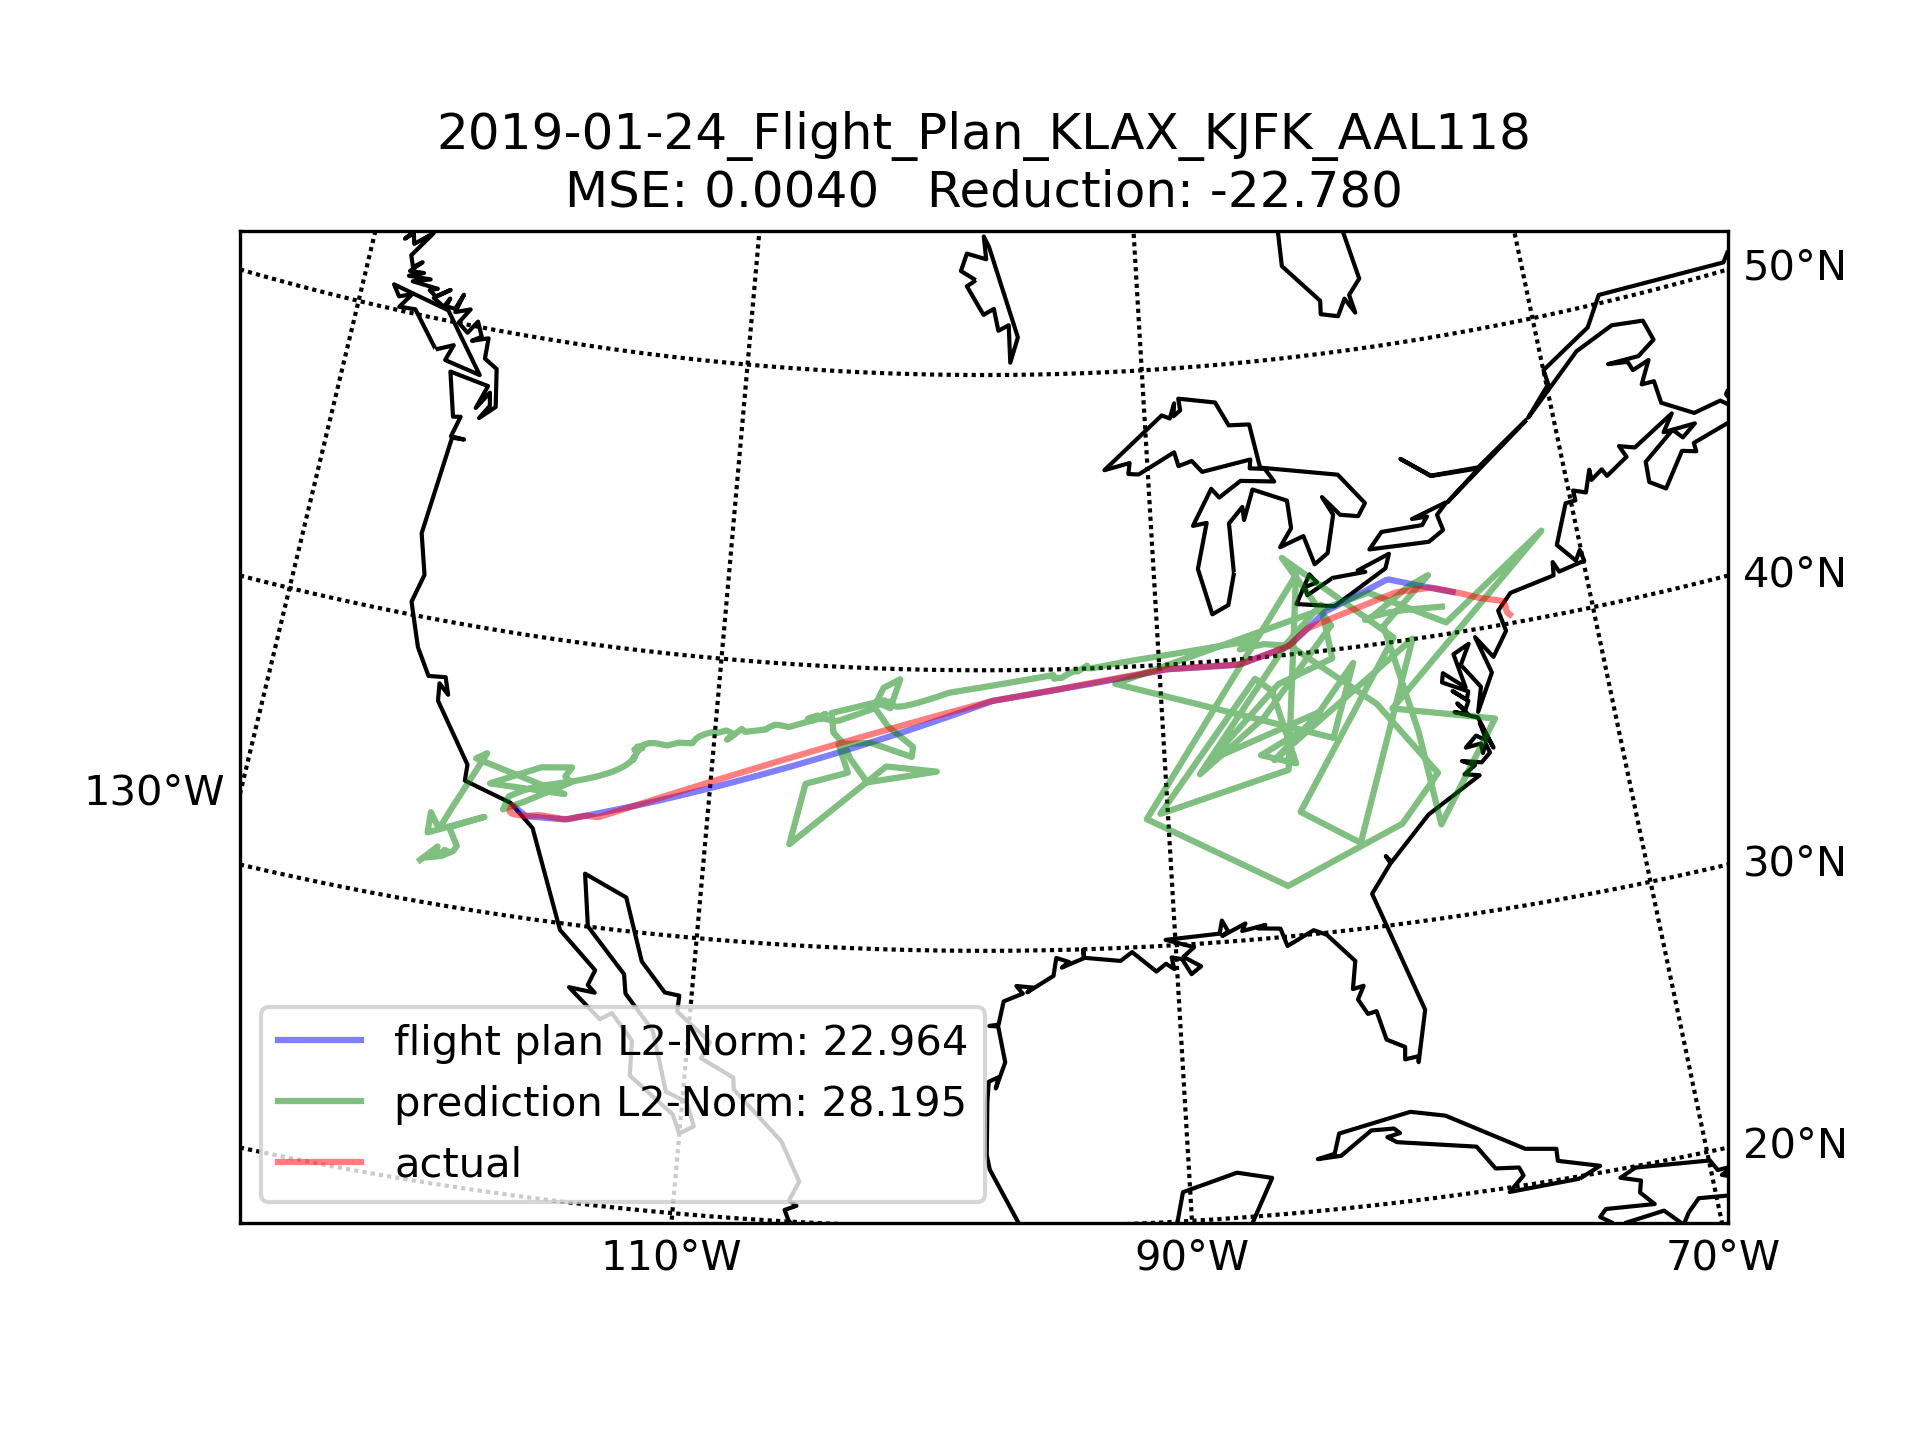 2019-01-24_Flight_Plan_KLAX_KJFK_AAL118
MSE: 0.0040 Reduction: -22.780
50°N
40°N
130°W
30°N
20°N
flight plan L2-Norm: 22.964
prediction L2-Norm: 28.195
actual
110°W 90°W 70°W